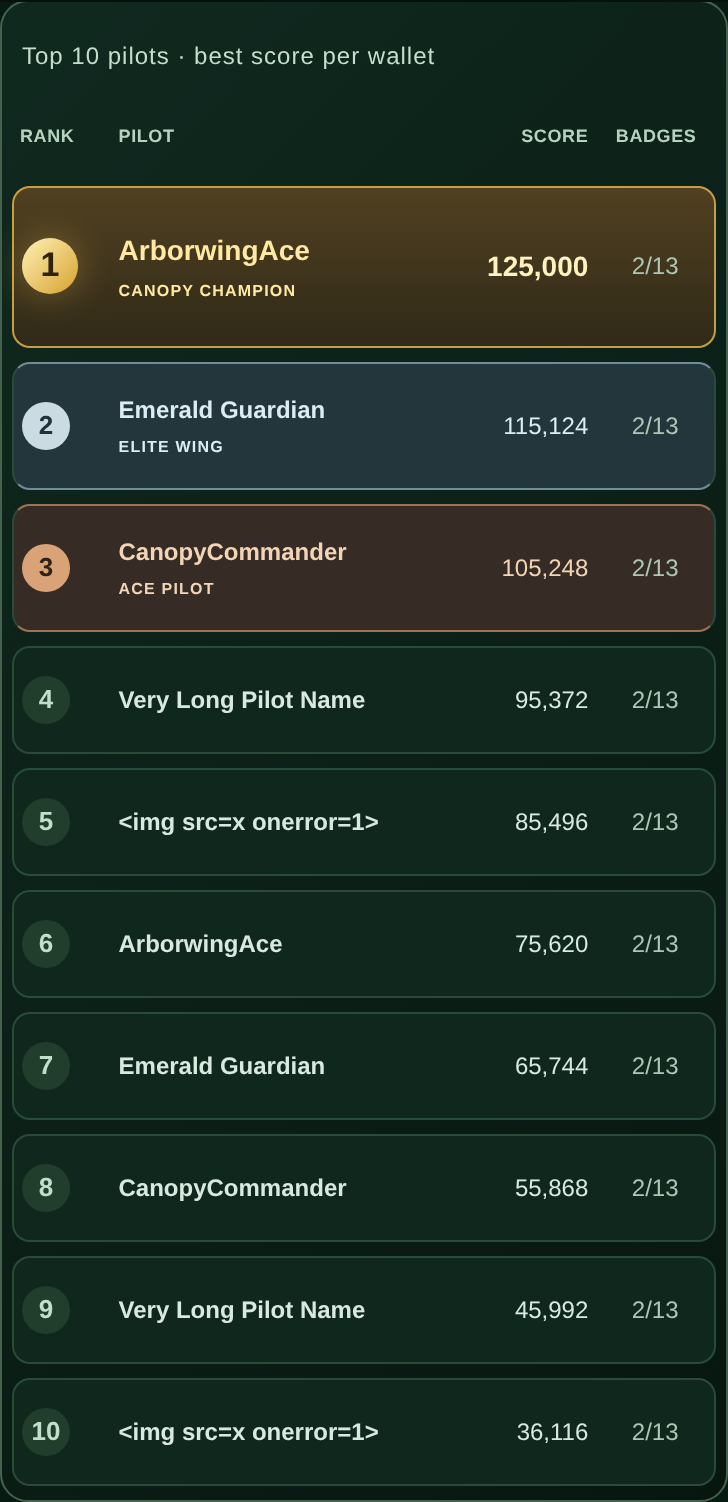 Top 10 pilots · best score per wallet
RANK PILOT SCORE BADGES
1 ArborwingAce 125,000 2/13
CANOPY CHAMPION
2 Emerald Guardian 115,124 2/13
ELITE WING
3 CanopyCommander 105,248 2/13
ACE PILOT
4 Very Long Pilot Name 95,372 2/13
5 <img src=x onerror=1> 85,496 2/13
6 ArborwingAce 75,620 2/13
7 Emerald Guardian 65,744 2/13
8 CanopyCommander 55,868 2/13
9 Very Long Pilot Name 45,992 2/13
10 <img src=x onerror=1> 36,116 2/13